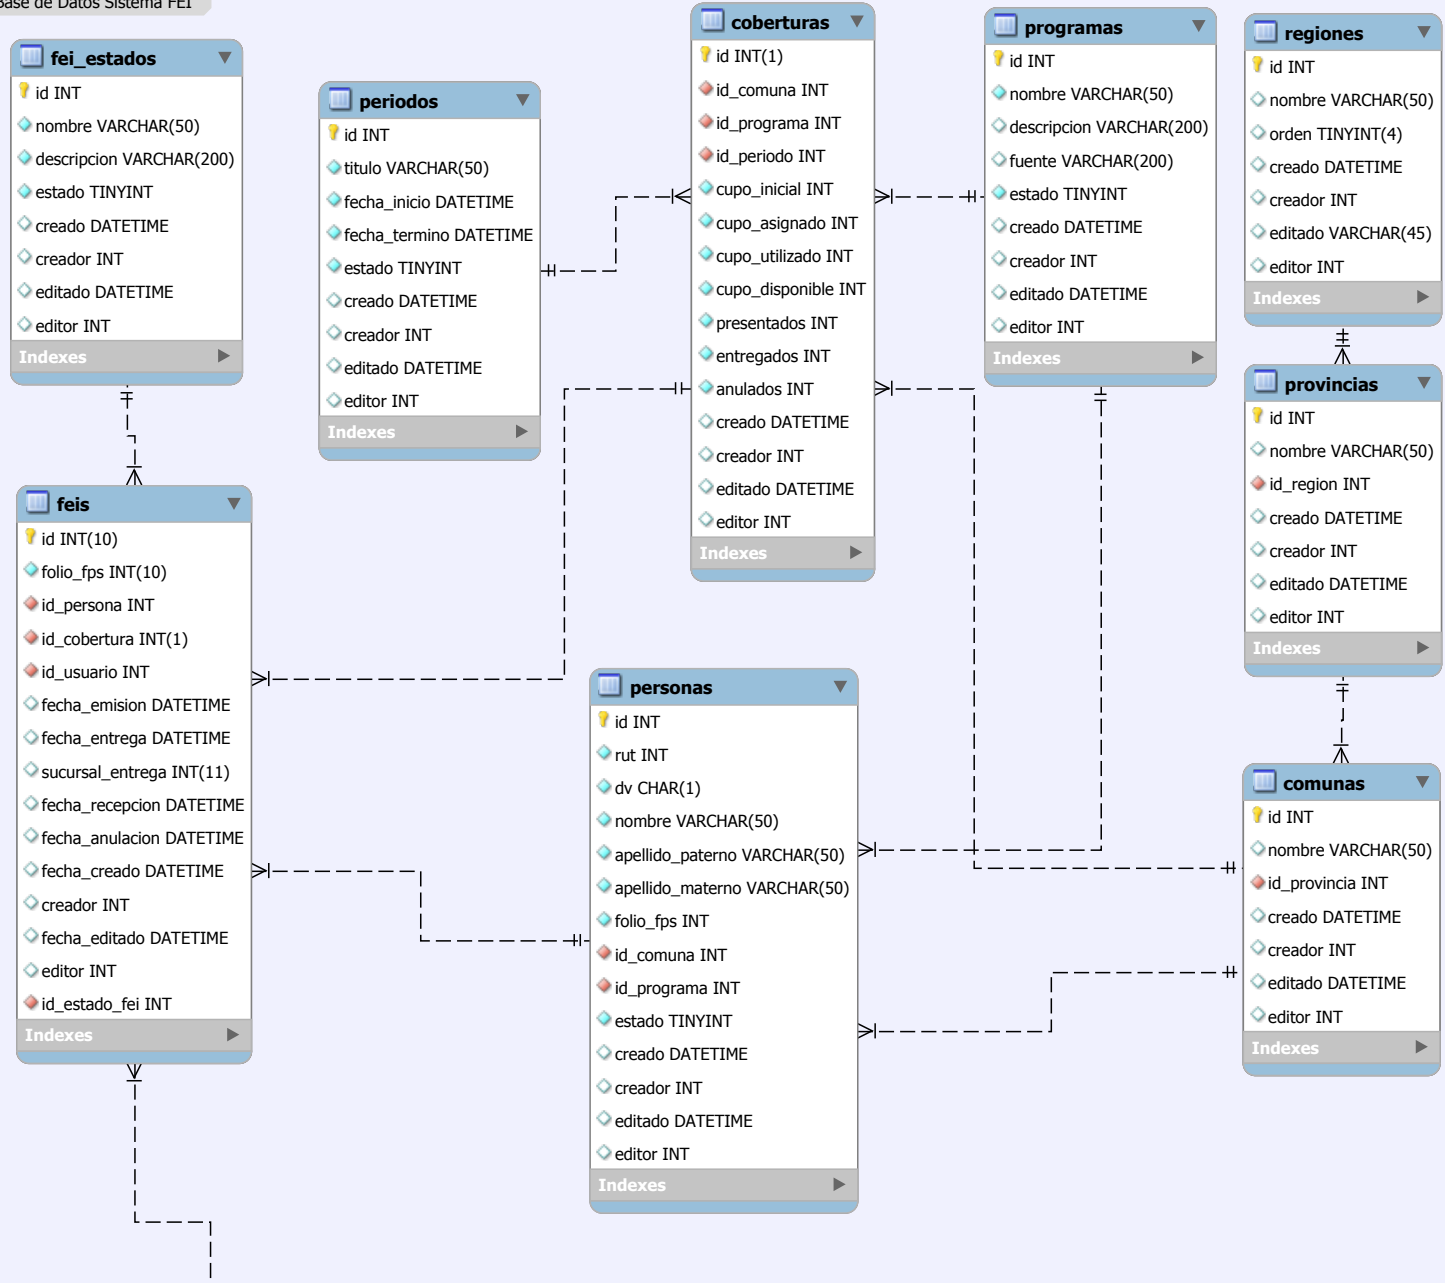 Base de Datos Sistema FEI
fei_estados
id INT
nombre VARCHAR(50)
descripcion VARCHAR(200)
estado TINYINT
creado DATETIME
creador INT
editado DATETIME
editor INT
Indexes
periodos
id INT
titulo VARCHAR(50)
fecha_inicio DATETIME
fecha_termino DATETIME
estado TINYINT
creado DATETIME
creador INT
editado DATETIME
editor INT
Indexes
coberturas
id INT(1)
id_comuna INT
id_programa INT
id_periodo INT
cupo_inicial INT
cupo_asignado INT
cupo_utilizado INT
cupo_disponible INT
presentados INT
entregados INT
anulados INT
creado DATETIME
creador INT
editado DATETIME
editor INT
Indexes
programas
id INT
nombre VARCHAR(50)
descripcion VARCHAR(200)
fuente VARCHAR(200)
estado TINYINT
creado DATETIME
creador INT
editado DATETIME
editor INT
Indexes
regiones
id INT
nombre VARCHAR(50)
orden TINYINT(4)
creado DATETIME
creador INT
editado VARCHAR(45)
editor INT
Indexes
provincias
id INT
nombre VARCHAR(50)
id_region INT
creado DATETIME
creador INT
editado DATETIME
editor INT
Indexes
feis
id INT(10)
folio_fps INT(10)
id_persona INT
id_cobertura INT(1)
id_usuario INT
fecha_emision DATETIME
fecha_entrega DATETIME
sucursal_entrega INT(11)
fecha_recepcion DATETIME
fecha_anulacion DATETIME
fecha_creado DATETIME
creador INT
fecha_editado DATETIME
editor INT
id_estado_fei INT
Indexes
personas
id INT
rut INT
dv CHAR(1)
nombre VARCHAR(50)
apellido_paterno VARCHAR(50)
apellido_materno VARCHAR(50)
folio_fps INT
id_comuna INT
id_programa INT
estado TINYINT
creado DATETIME
creador INT
editado DATETIME
editor INT
Indexes
comunas
id INT
nombre VARCHAR(50)
id_provincia INT
creado DATETIME
creador INT
editado DATETIME
editor INT
Indexes